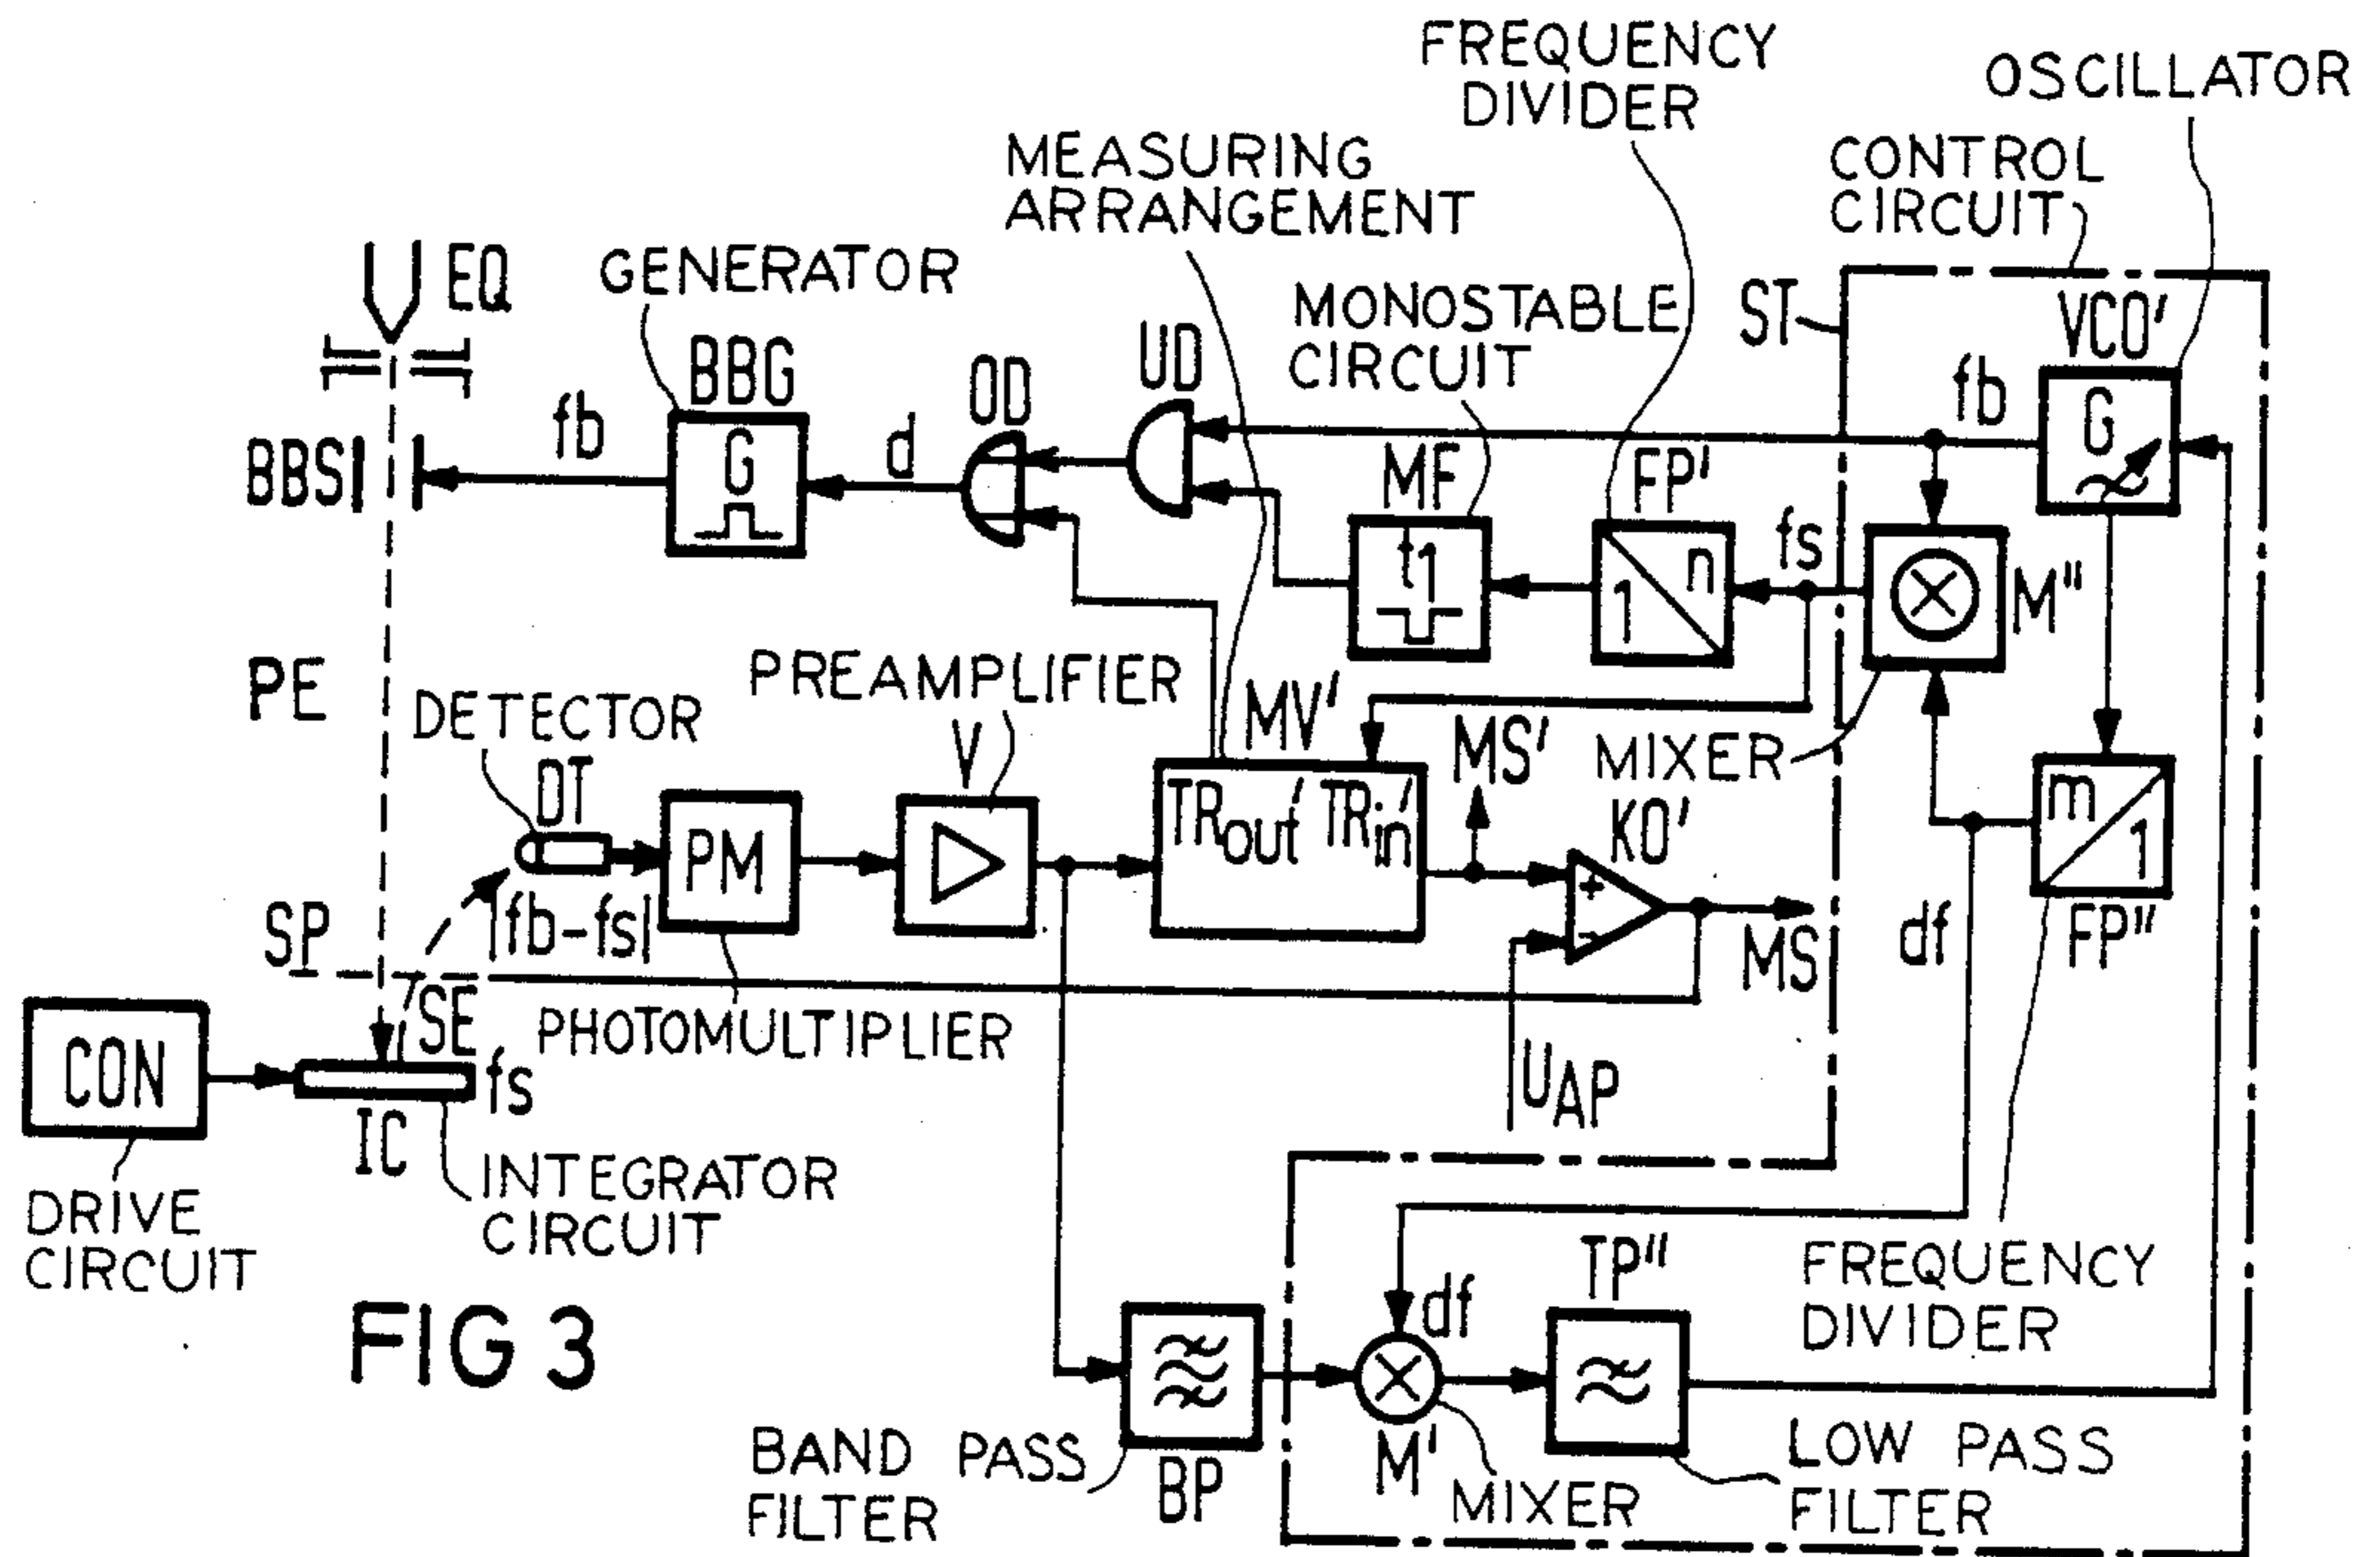 FREQUENCY
DIVIDER
OSCILLATOR
MEASURING
ARRANGEMENT
CONTROL
CIRCUIT
EQ
GENERATOR
BBG
OD
UD
MONOSTABLE
CIRCUIT
ST
VCO'
fb
G
BBS
fb
G
d
MF
t1
FP'
1 n
fs
M"
PE
DETECTOR
DT
PREAMPLIFIER
V
MV'
MS'
MIXER
PM
TRout' TRin'
KO'
+
-
m 1
FP"
SP
|fb-fs|
MS
df
SE
PHOTOMULTIPLIER
CON
fs
IC
UAP
DRIVE
CIRCUIT
INTEGRATOR
CIRCUIT
FREQUENCY
DIVIDER
FIG 3
df
TP"
BAND PASS
FILTER
BP
M'
MIXER
LOW PASS
FILTER